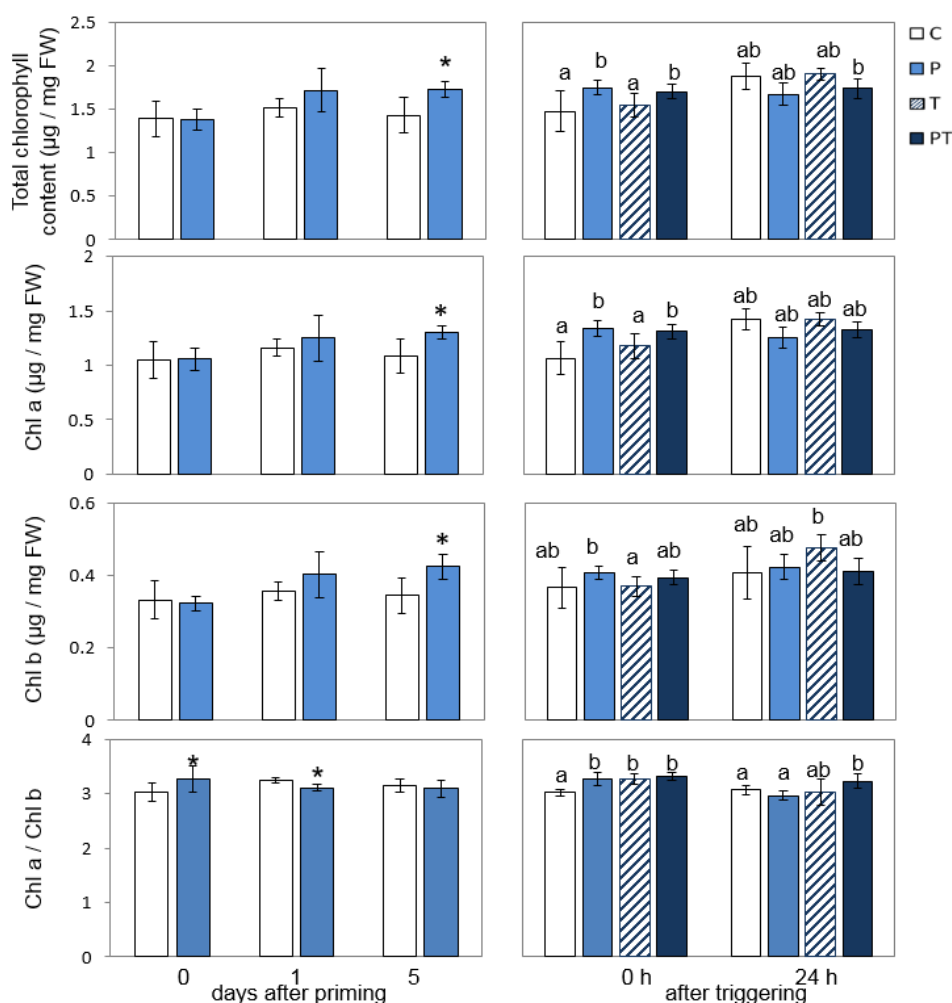 Total chlorophyll
content (µg / mg FW)
2.5
2
1.5
1
0.5
0
*
a b a b
ab ab ab b
C
P
T
PT
Chl a (µg / mg FW)
2
1.5
1
0.5
0
*
a b a b
ab ab ab ab
Chl b (µg / mg FW)
0.6
0.4
0.2
0
*
ab b a ab
ab ab b ab
Chl a / Chl b
4
3
2
1
0
* *
a b b b
a a ab b
0 1 5
days after priming
0 h 24 h
after triggering